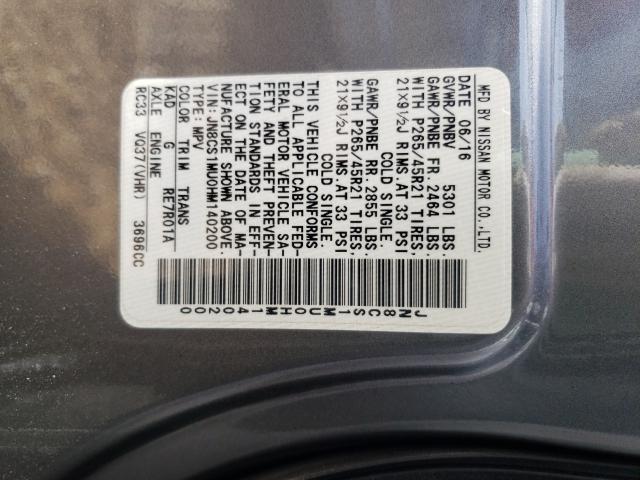 MFD BY NISSAN MOTOR CO.,LTD.
DATE 06/16
GVWR/PNBV 5301 LBS.
GAWR/PNBE FR. 2464 LBS.
WITH P265/45R21 TIRES,
21X9½J RIMS.AT 33 PSI
COLD SINGLE.
GAWR/PNBE RR. 2855 LBS.
WITH P265/45R21 TIRES,
21X9½J RIMS.AT 33 PSI
COLD SINGLE.
THIS VEHICLE CONFORMS
TO ALL APPLICABLE FED-
ERAL MOTOR VEHICLE SA-
FETY AND THEFT PREVEN-
TION STANDARDS IN EFF-
ECT ON THE DATE OF MA-
NUFACTURE SHOWN ABOVE.
VIN:JN8CS1MU0HM140200
TYPE:MPV
COLOR TRIM TRANS
KAD G RE7R01A
AXLE ENGINE
RC33 VQ37(VHR) 3696CC
JN8CS1MU0HM140200